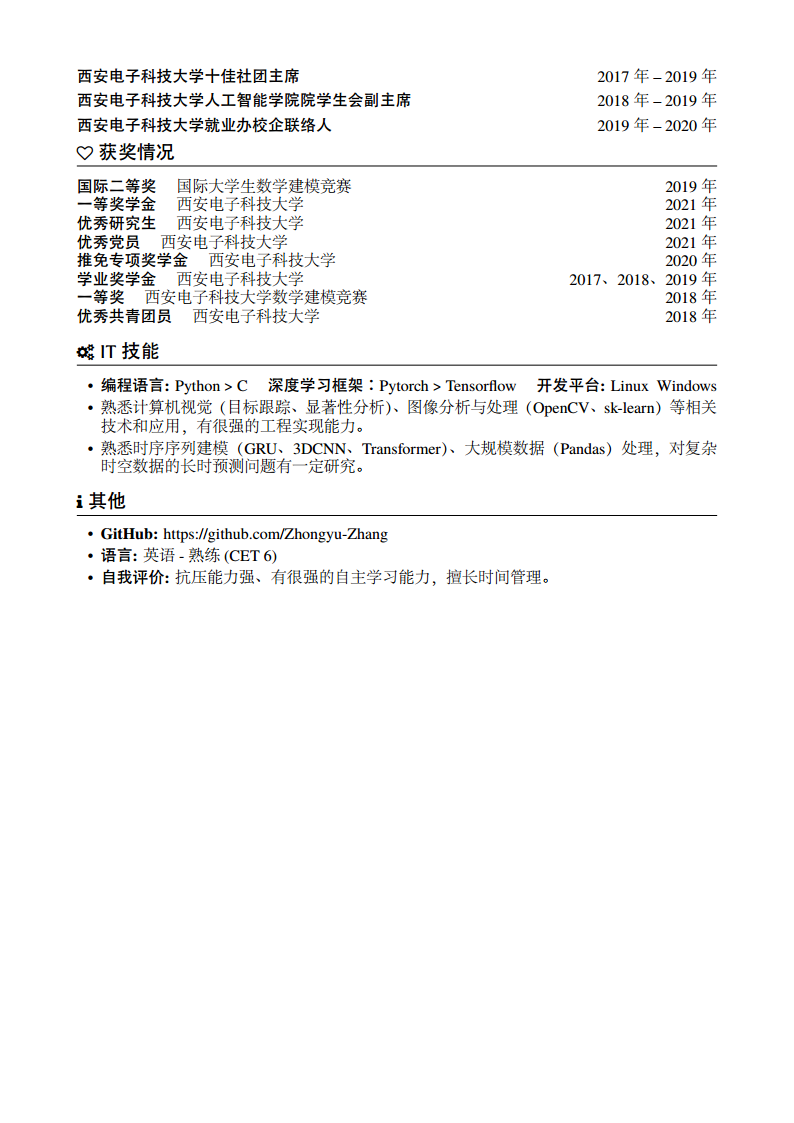 西安电子科技大学十佳社团主席 2017 年 – 2019 年
西安电子科技大学人工智能学院院学生会副主席 2018 年 – 2019 年
西安电子科技大学就业办校企联络人 2019 年 – 2020 年
获奖情况
国际二等奖 国际大学生数学建模竞赛 2019 年
一等奖学金 西安电子科技大学 2021 年
优秀研究生 西安电子科技大学 2021 年
优秀党员 西安电子科技大学 2021 年
推免专项奖学金 西安电子科技大学 2020 年
学业奖学金 西安电子科技大学 2017、2018、2019 年
一等奖 西安电子科技大学数学建模竞赛 2018 年
优秀共青团员 西安电子科技大学 2018 年
IT 技能
• 编程语言: Python > C 深度学习框架：Pytorch > Tensorflow 开发平台: Linux Windows
• 熟悉计算机视觉（目标跟踪、显著性分析）、图像分析与处理（OpenCV、sk-learn）等相关
技术和应用，有很强的工程实现能力。
• 熟悉时序序列建模（GRU、3DCNN、Transformer）、大规模数据（Pandas）处理，对复杂
时空数据的长时预测问题有一定研究。
其他
• GitHub: https://github.com/Zhongyu-Zhang
• 语言: 英语 - 熟练 (CET 6)
• 自我评价: 抗压能力强、有很强的自主学习能力，擅长时间管理。